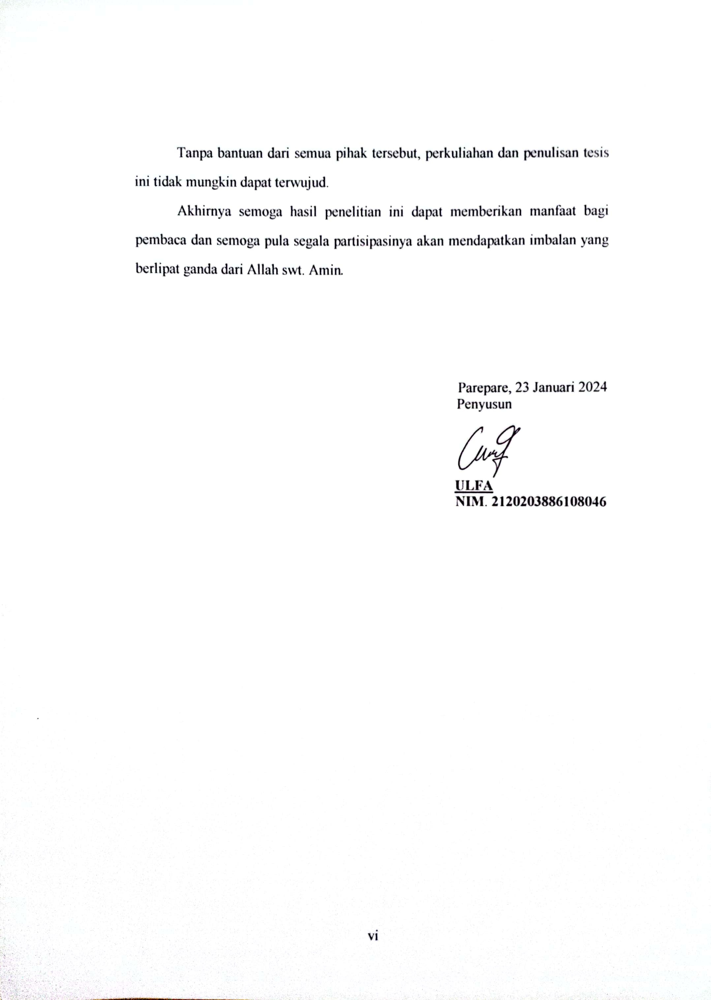 Tanpa bantuan dari semua pihak tersebut, perkuliahan dan penulisan tesis
ini tidak mungkin dapat terwujud.
Akhirnya semoga hasil penelitian ini dapat memberikan manfaat bagi
pembaca dan semoga pula segala partisipasinya akan mendapatkan imbalan yang
berlipat ganda dari Allah swt. Amin.
Parepare, 23 Januari 2024
Penyusun
ULFA
NIM. 2120203886108046
vi